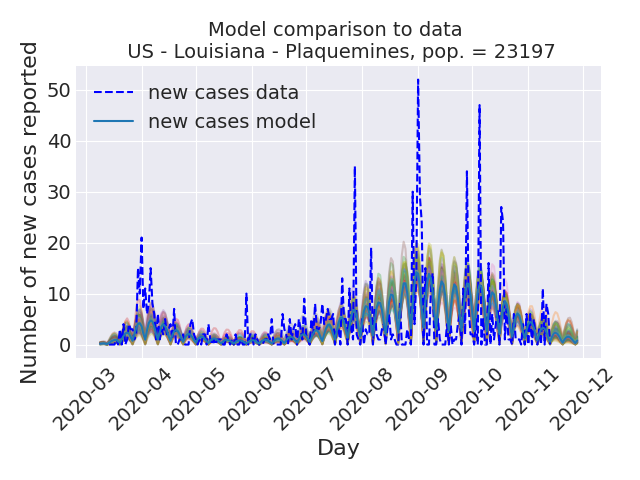 Model comparison to data
US - Louisiana - Plaquemines, pop. = 23197
Number of new cases reported
50
40
30
20
10
0
new cases data
new cases model
2020-03
2020-04
2020-05
2020-06
2020-07
2020-08
2020-09
2020-10
2020-11
2020-12
Day